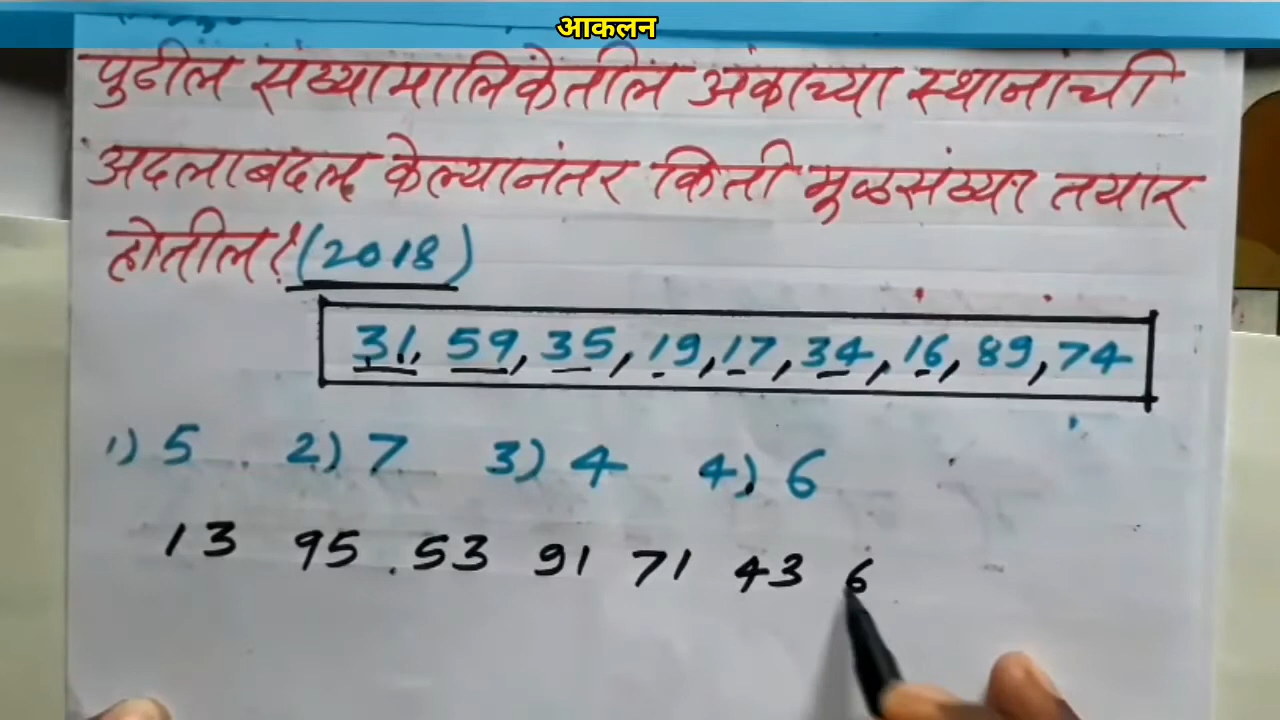 आकलन
पुढील संख्यामालिकेतील अंकाच्या स्थानांची
अदलाबदल केल्यानंतर किती मूळसंख्या तयार
होतील? (2018)
31, 59, 35, 19, 17, 34, 16, 89, 74
1) 5 2) 7 3) 4 4) 6
13 95 53 91 71 43 6